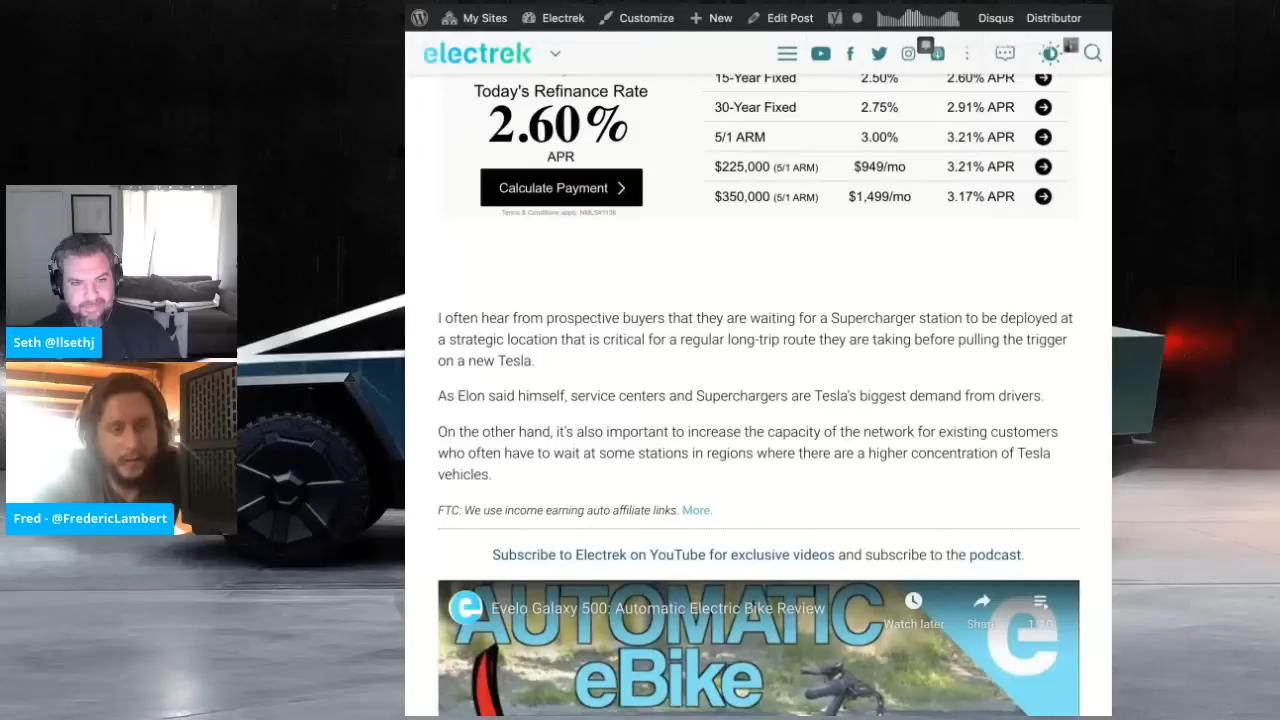 My Sites
Electrek
Customize
New
Edit Post
Disqus
Distributor
electrek
Today's Refinance Rate
2.60%
APR
Calculate Payment
Terms & Conditions apply. NMLS#1136
15-Year Fixed 2.50% 2.60% APR
30-Year Fixed 2.75% 2.91% APR
5/1 ARM 3.00% 3.21% APR
$225,000 (5/1 ARM) $949/mo 3.21% APR
$350,000 (5/1 ARM) $1,499/mo 3.17% APR
Seth @llsethj
Fred - @FredericLambert
I often hear from prospective buyers that they are waiting for a Supercharger station to be deployed at
a strategic location that is critical for a regular long-trip route they are taking before pulling the trigger
on a new Tesla.
As Elon said himself, service centers and Superchargers are Tesla's biggest demand from drivers.
On the other hand, it's also important to increase the capacity of the network for existing customers
who often have to wait at some stations in regions where there are a higher concentration of Tesla
vehicles.
FTC: We use income earning auto affiliate links. More.
Subscribe to Electrek on YouTube for exclusive videos and subscribe to the podcast.
e Evelo Galaxy 500: Automatic Electric Bike Review
Watch later
Share
AUTOMATIC
eBike
e